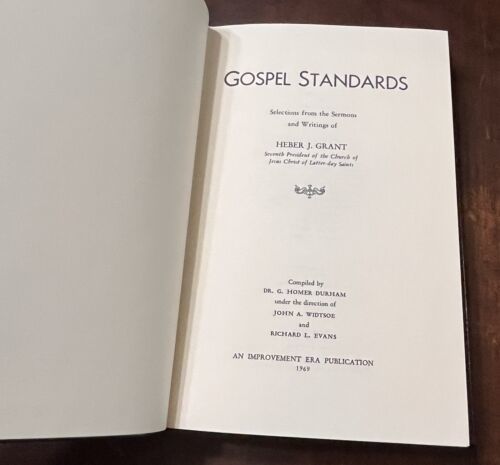 GOSPEL STANDARDS
Selections from the Sermons
and Writings of
HEBER J. GRANT
Seventh President of the Church of
Jesus Christ of Latter-day Saints
Compiled by
DR. G. HOMER DURHAM
under the direction of
JOHN A. WIDTSOE
and
RICHARD L. EVANS
AN IMPROVEMENT ERA PUBLICATION
1969